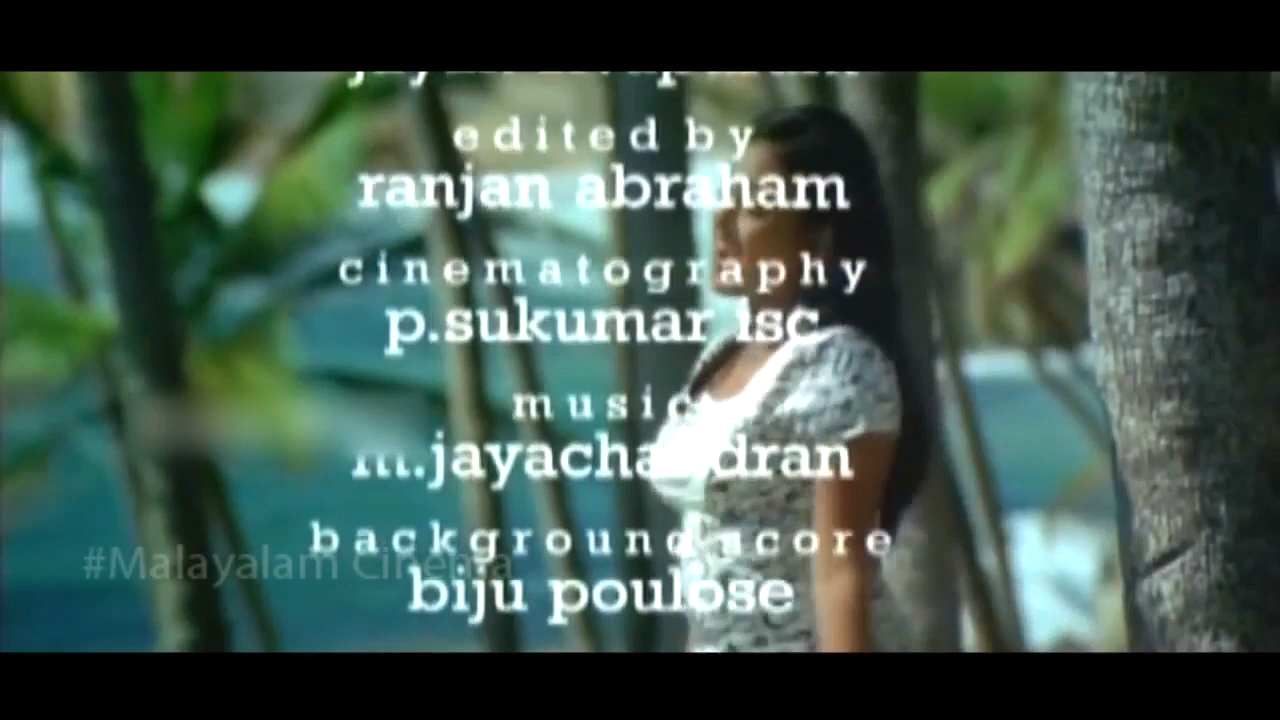 edited by
ranjan abraham
cinematography
p.sukumar isc
music
m.jayachandran
background score
#Malayalam Cinema
biju poulose